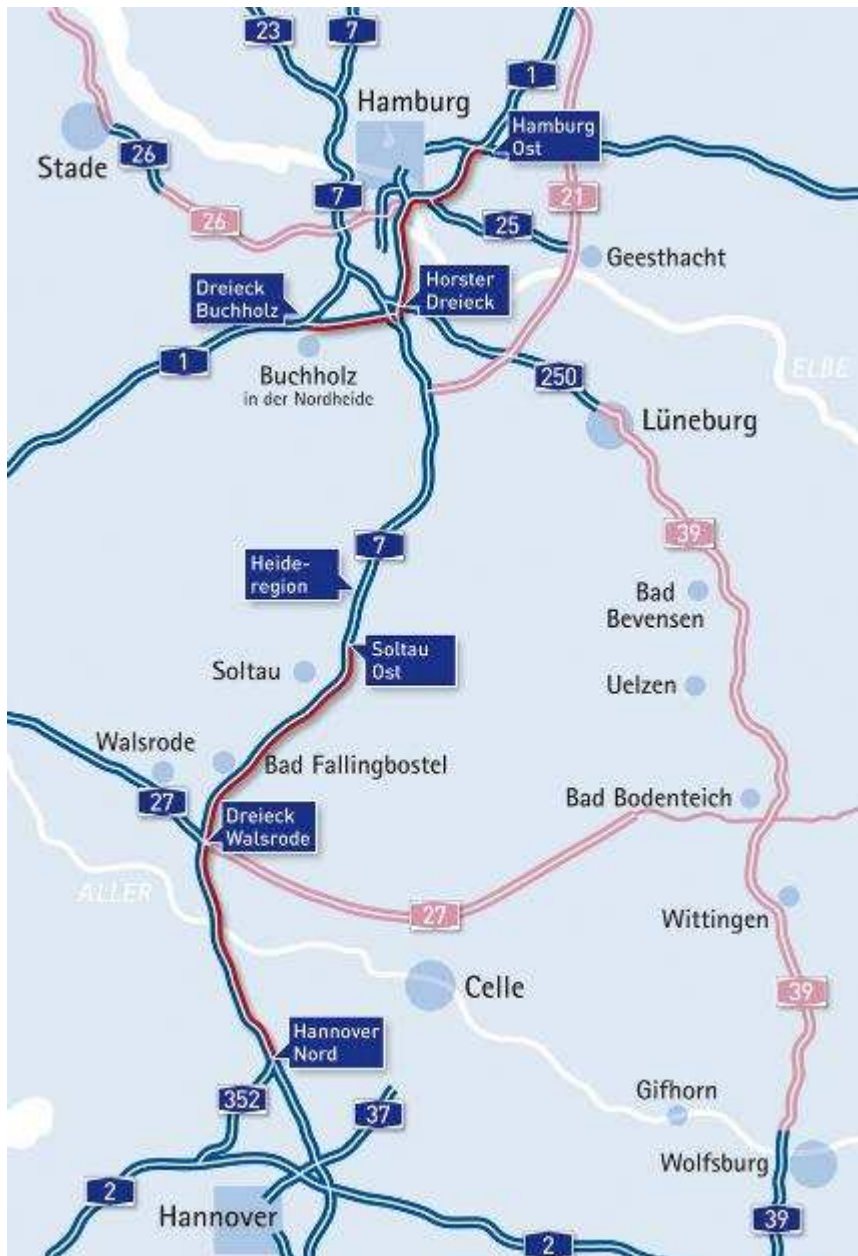 23
7
1
Hamburg
Hamburg
Ost
Stade
26
7
21
26
25
Geesthacht
Dreieck
Buchholz
Horster
Dreieck
1
Buchholz
in der Nordheide
ELBE
250
Lüneburg
7
39
Heide-
region
Bad
Bevensen
Soltau
Soltau
Ost
Uelzen
Walsrode
Bad Fallingbostel
27
Dreieck
Walsrode
Bad Bodenteich
ALLER
27
Wittingen
Celle
39
Hannover
Nord
352
37
Gifhorn
Wolfsburg
2
Hannover
39
2